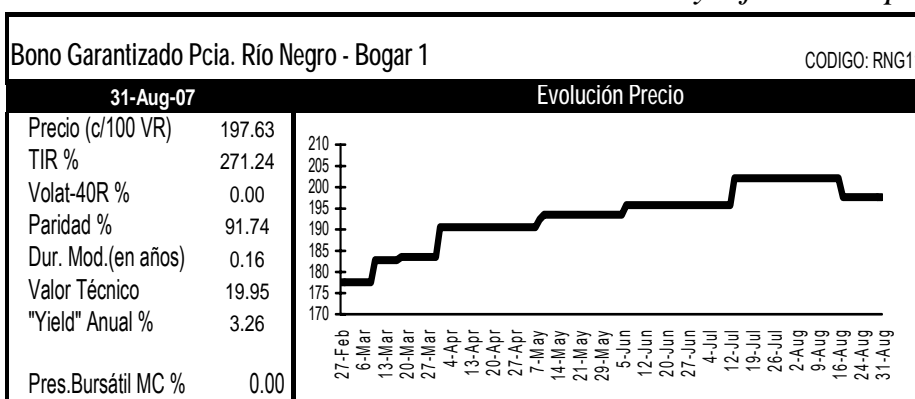 Bono Garantizado Pcia. Río Negro - Bogar 1 CODIGO: RNG1
31-Aug-07 Evolución Precio
Precio (c/100 VR) 197.63
TIR % 271.24
Volat-40R % 0.00
Paridad % 91.74
Dur. Mod.(en años) 0.16
Valor Técnico 19.95
"Yield" Anual % 3.26
Pres.Bursátil MC % 0.00
210
205
200
195
190
185
180
175
170
27-Feb
6-Mar
13-Mar
20-Mar
27-Mar
4-Apr
13-Apr
20-Apr
27-Apr
7-May
14-May
21-May
29-May
5-Jun
12-Jun
20-Jun
27-Jun
4-Jul
12-Jul
19-Jul
26-Jul
2-Aug
9-Aug
16-Aug
24-Aug
31-Aug